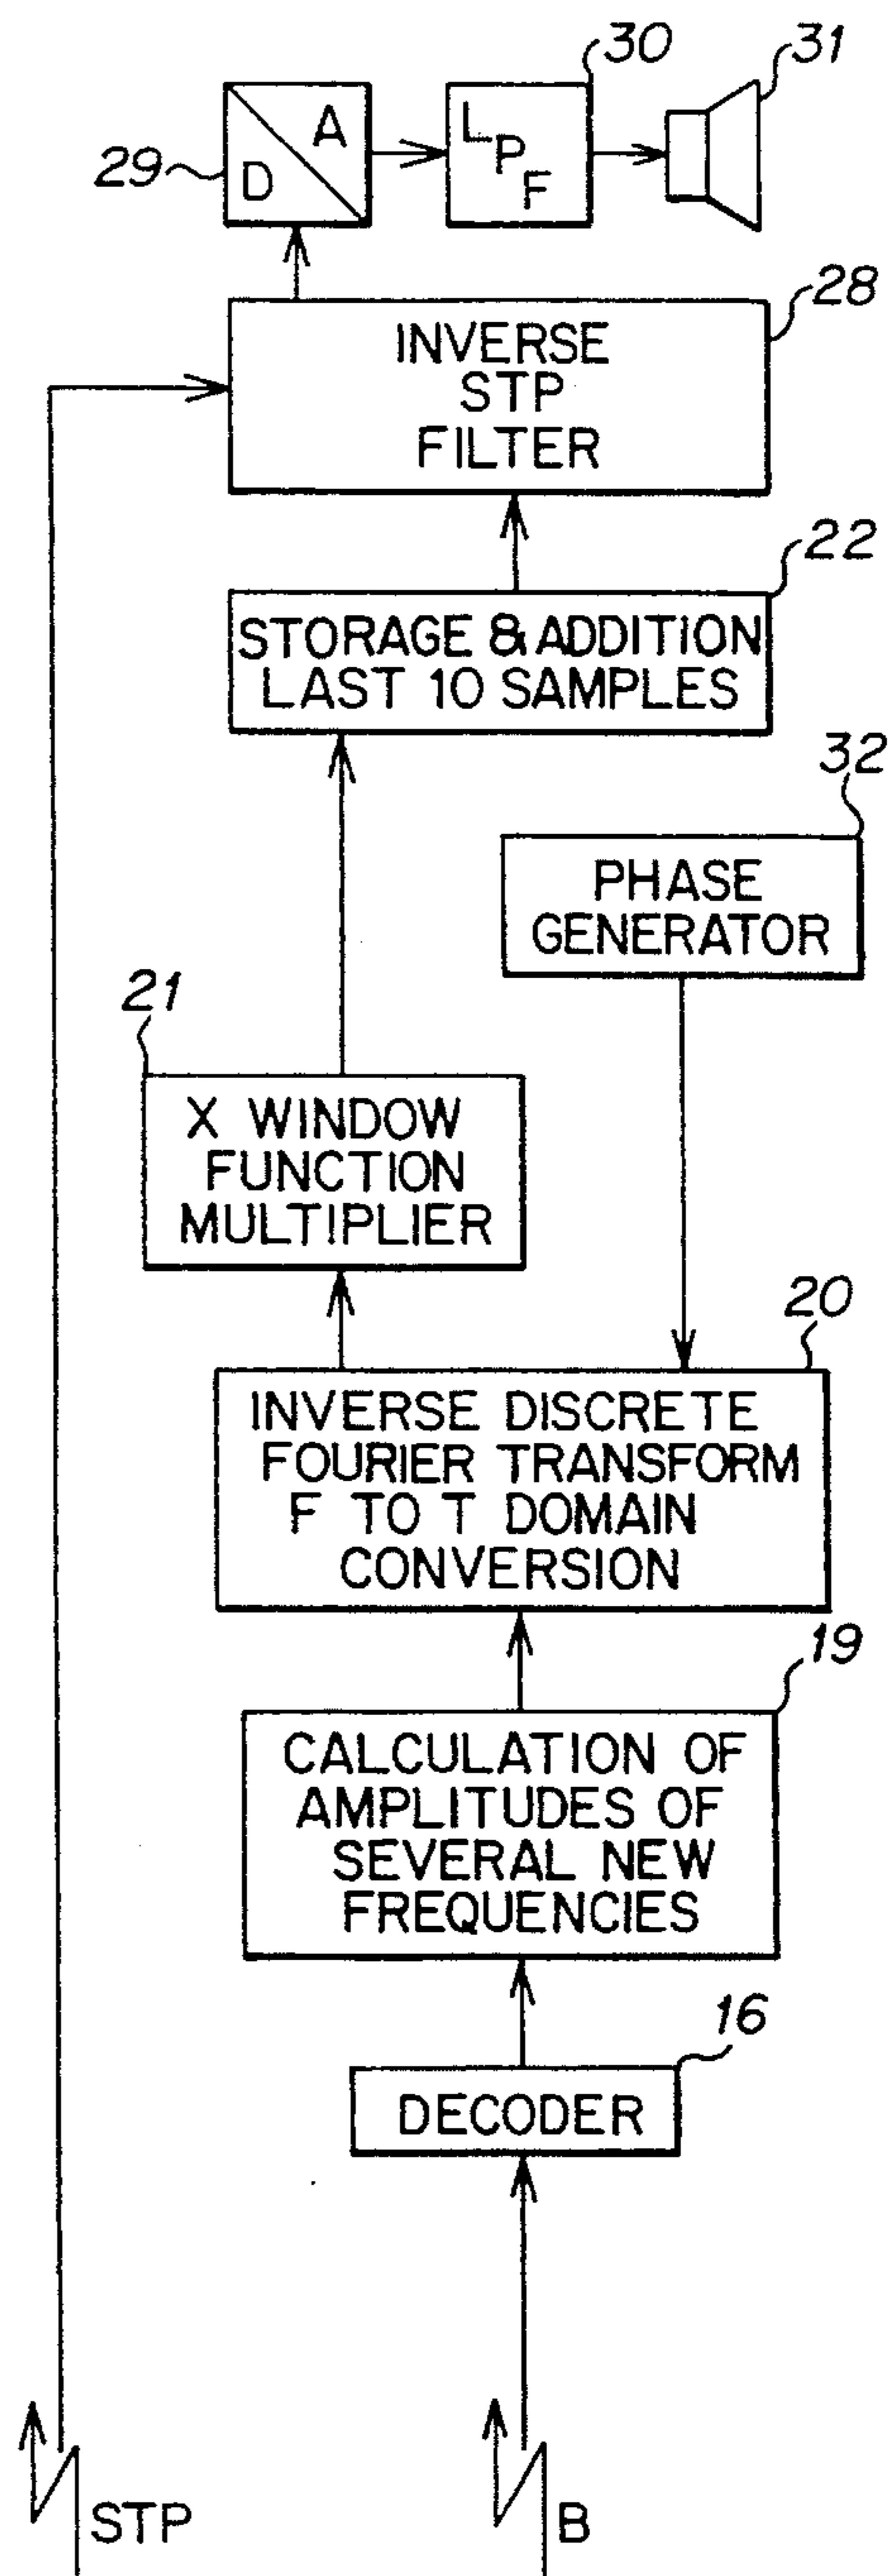 30
31
A
D
29
L
P
F
28
INVERSE
STP
FILTER
22
STORAGE & ADDITION
LAST 10 SAMPLES
32
PHASE
GENERATOR
21
X WINDOW
FUNCTION
MULTIPLIER
20
INVERSE DISCRETE
FOURIER TRANSFORM
F TO T DOMAIN
CONVERSION
19
CALCULATION OF
AMPLITUDES OF
SEVERAL NEW
FREQUENCIES
16
DECODER
STP
B